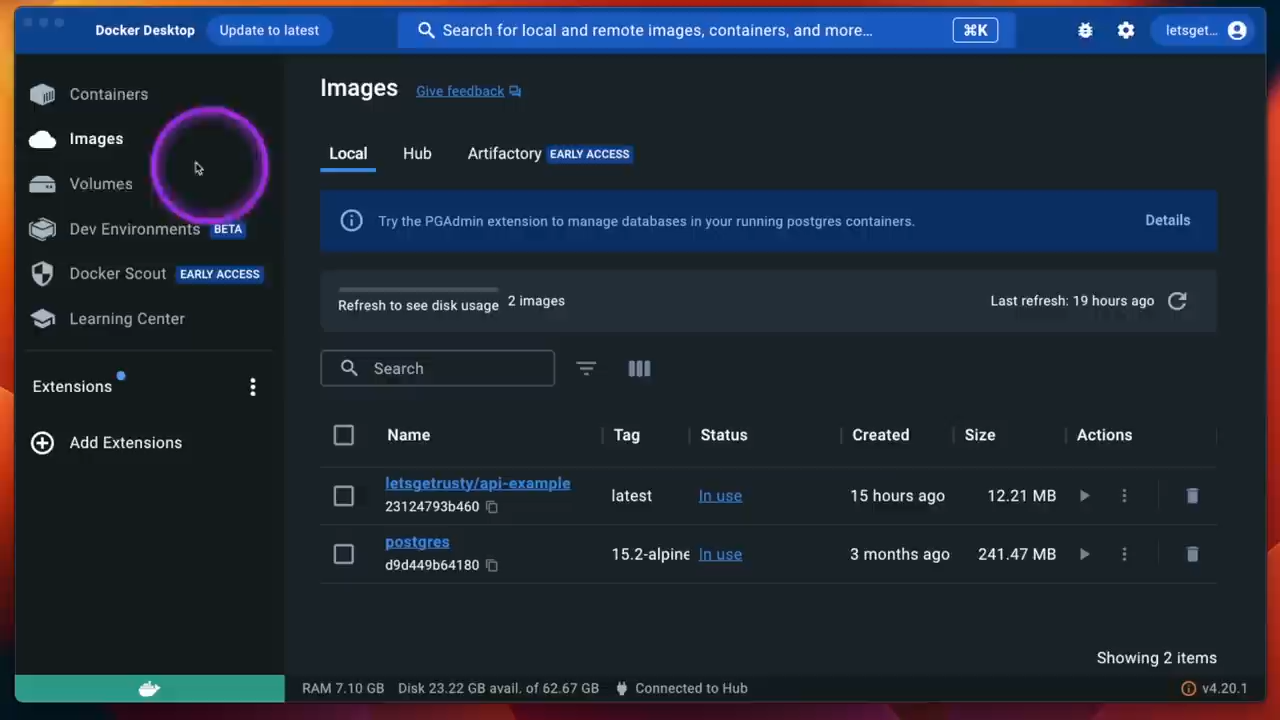 Docker Desktop
Update to latest
Search for local and remote images, containers, and more...
⌘K
letsget...
Containers
Images
Volumes
Dev Environments BETA
Docker Scout EARLY ACCESS
Learning Center
Extensions
Add Extensions
Images
Give feedback
Local
Hub
Artifactory EARLY ACCESS
Try the PGAdmin extension to manage databases in your running postgres containers.
Details
Refresh to see disk usage
2 images
Last refresh: 19 hours ago
Search
Name Tag Status Created Size Actions
letsgetrusty/api-example
23124793b460
latest In use 15 hours ago 12.21 MB
postgres
d9d449b64180
15.2-alpine In use 3 months ago 241.47 MB
Showing 2 items
RAM 7.10 GB Disk 23.22 GB avail. of 62.67 GB Connected to Hub
v4.20.1